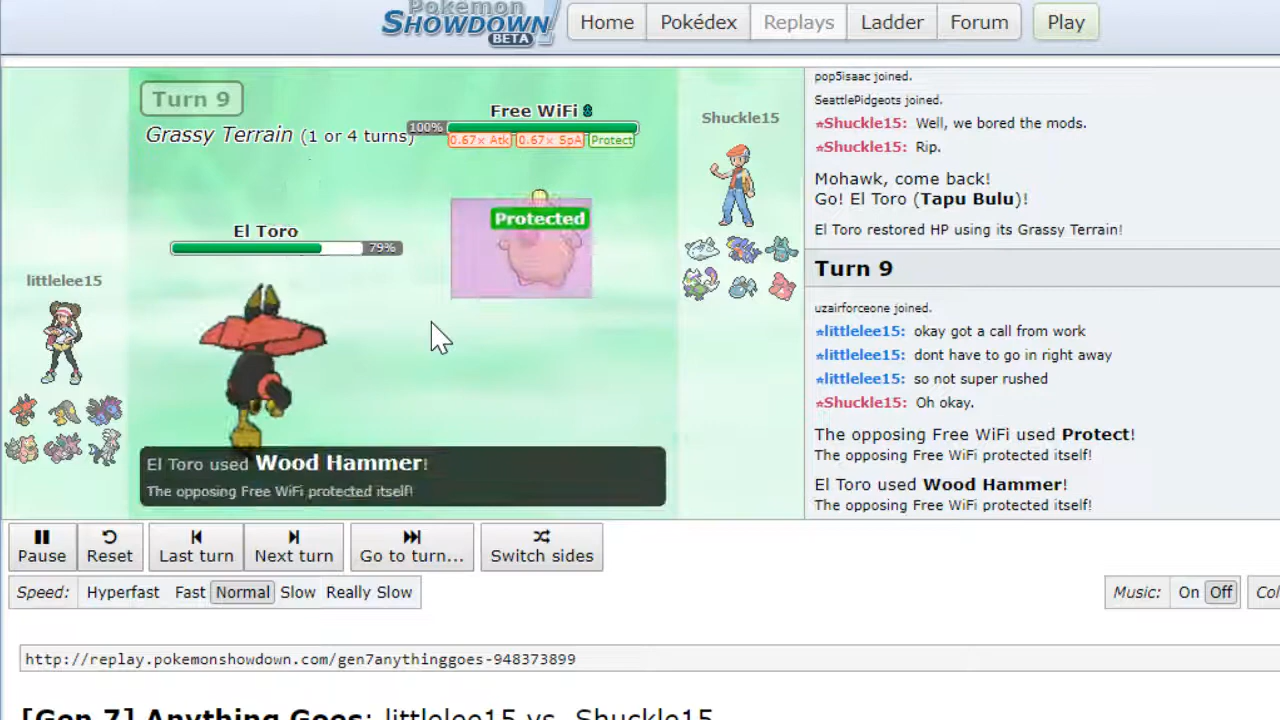 Pokémon
SHOWDOWN
BETA
Home
Pokédex
Replays
Ladder
Forum
Play
Turn 9
Grassy Terrain (1 or 4 turns)
Free WiFi
100%
0.67× Atk
0.67× SpA
Protect
Protected
El Toro
79%
littlelee15
Shuckle15
El Toro used Wood Hammer!
The opposing Free WiFi protected itself!
pop5isaac joined.
SeattlePidgeots joined.
☆Shuckle15: Well, we bored the mods.
☆Shuckle15: Rip.
Mohawk, come back!
Go! El Toro (Tapu Bulu)!
El Toro restored HP using its Grassy Terrain!
Turn 9
uzairforceone joined.
☆littlelee15: okay got a call from work
☆littlelee15: dont have to go in right away
☆littlelee15: so not super rushed
☆Shuckle15: Oh okay.
The opposing Free WiFi used Protect!
The opposing Free WiFi protected itself!
El Toro used Wood Hammer!
The opposing Free WiFi protected itself!
Pause
Reset
Last turn
Next turn
Go to turn...
Switch sides
Speed: Hyperfast Fast Normal Slow Really Slow
Music: On Off
Col
http://replay.pokemonshowdown.com/gen7anythinggoes-948373899
[Gen 7] Anything Goes: littlelee15 vs. Shuckle15